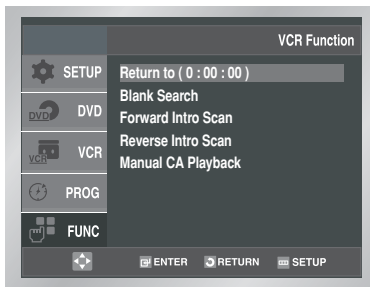 VCR Function
SETUP
Return to ( 0 : 00 : 00 )
Blank Search
DVD DVD
Forward Intro Scan
Reverse Intro Scan
VCR VCR
Manual CA Playback
PROG
FUNC
ENTER RETURN SETUP